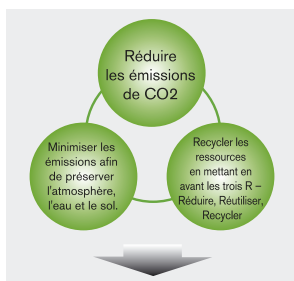 Réduire
les émissions
de CO2
Minimiser les
émissions afin
de préserver
l'atmosphère,
l'eau et le sol.
Recycler les
ressources
en mettant en
avant les trois R –
Réduire, Réutiliser,
Recycler